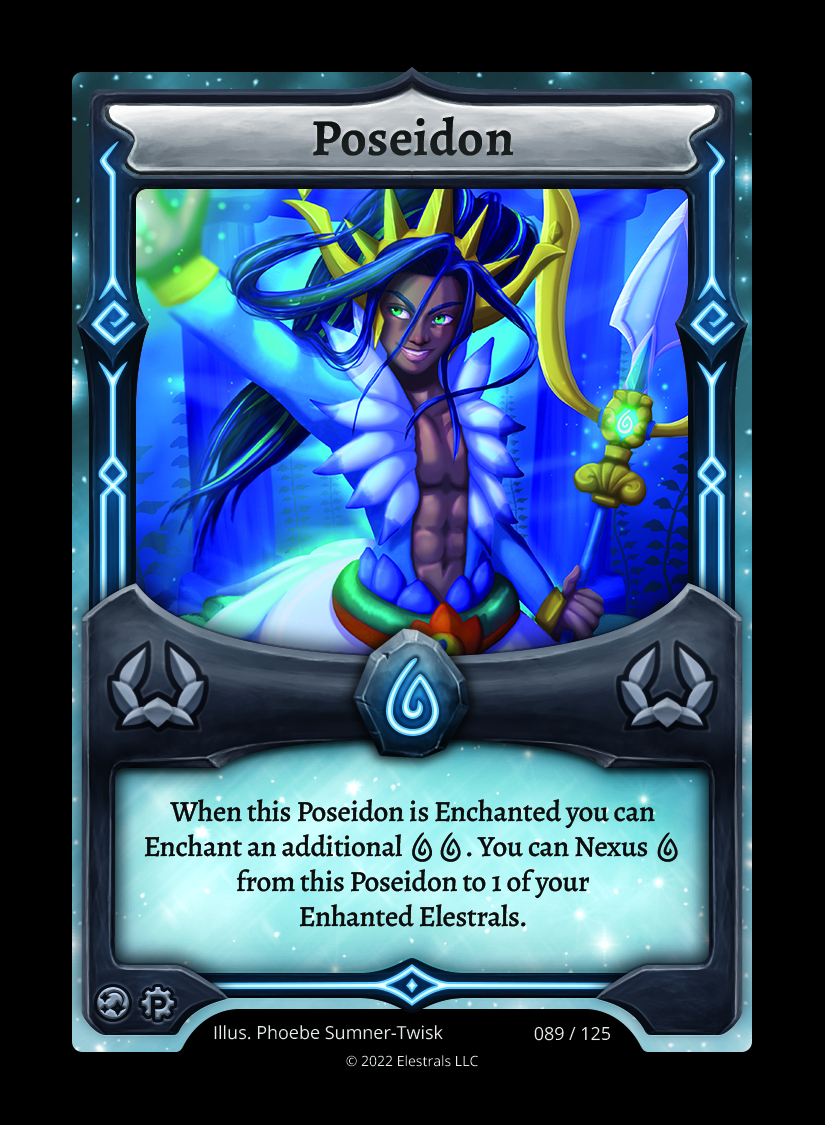 Poseidon
When this Poseidon is Enchanted you can
Enchant an additional . You can Nexus
from this Poseidon to 1 of your
Enhanted Elestrals.
P
Illus. Phoebe Sumner-Twisk 089 / 125
© 2022 Elestrals LLC